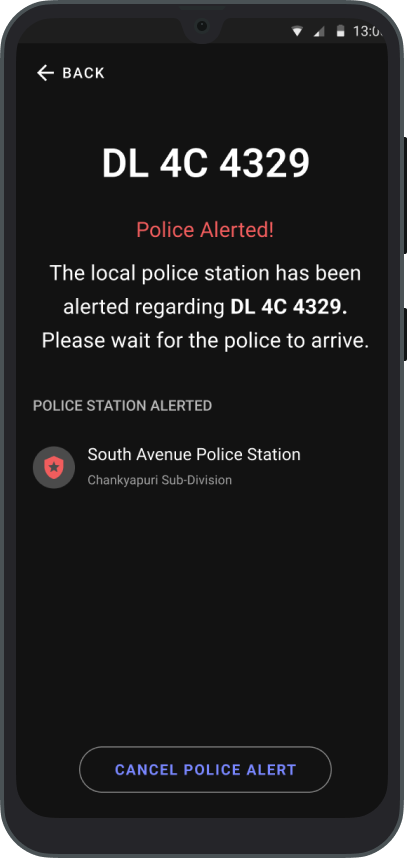 13:0
BACK
DL 4C 4329
Police Alerted!
The local police station has been
alerted regarding DL 4C 4329.
Please wait for the police to arrive.
POLICE STATION ALERTED
South Avenue Police Station
Chankyapuri Sub-Division
CANCEL POLICE ALERT